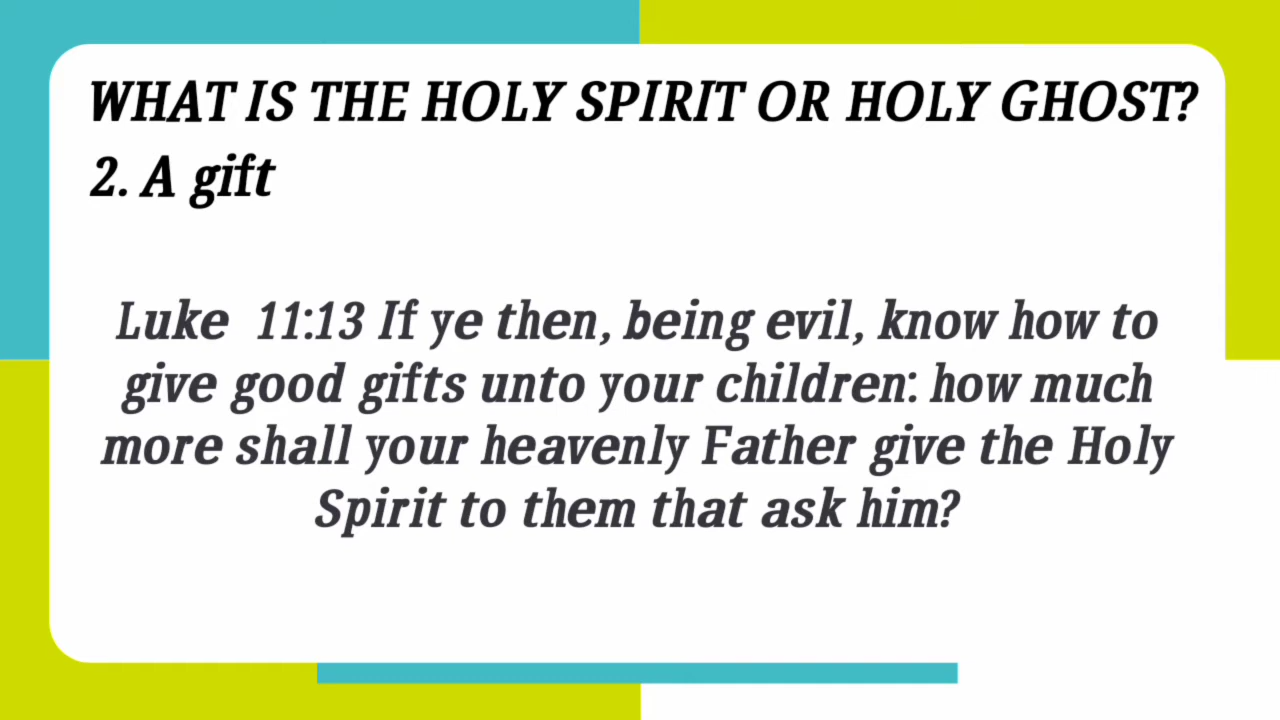 WHAT IS THE HOLY SPIRIT OR HOLY GHOST?
2. A gift
Luke 11:13 If ye then, being evil, know how to
give good gifts unto your children: how much
more shall your heavenly Father give the Holy
Spirit to them that ask him?